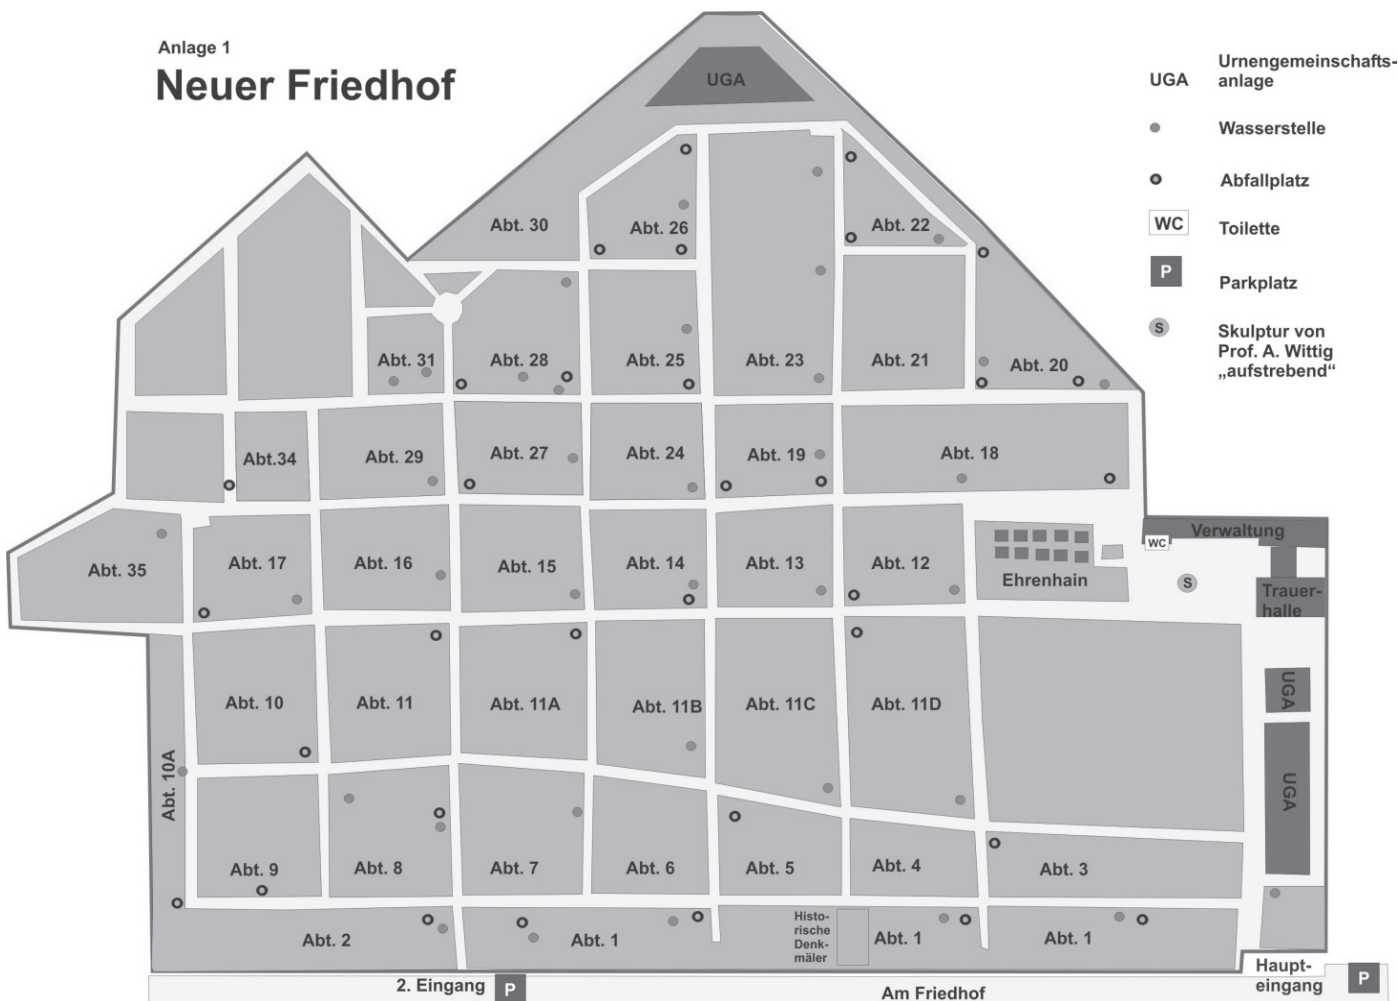 Anlage 1
Neuer Friedhof
UGA
UGA
Urnengemeinschafts-
anlage
Wasserstelle
Abfallplatz
WC
Toilette
P
Parkplatz
S
Skulptur von
Prof. A. Wittig
„aufstrebend“
Abt. 30
Abt. 26
Abt. 22
Abt. 31
Abt. 28
Abt. 25
Abt. 23
Abt. 21
Abt. 20
Abt.34
Abt. 29
Abt. 27
Abt. 24
Abt. 19
Abt. 18
Abt. 35
Abt. 17
Abt. 16
Abt. 15
Abt. 14
Abt. 13
Abt. 12
Ehrenhain
WC
Verwaltung
S
Trauer-
halle
Abt. 10
Abt. 11
Abt. 11A
Abt. 11B
Abt. 11C
Abt. 11D
UGA
UGA
Abt. 10A
Abt. 9
Abt. 8
Abt. 7
Abt. 6
Abt. 5
Abt. 4
Abt. 3
Abt. 2
Abt. 1
Histo-
rische
Denk-
mäler
Abt. 1
Abt. 1
2. Eingang
P
Am Friedhof
Haupt-
eingang
P